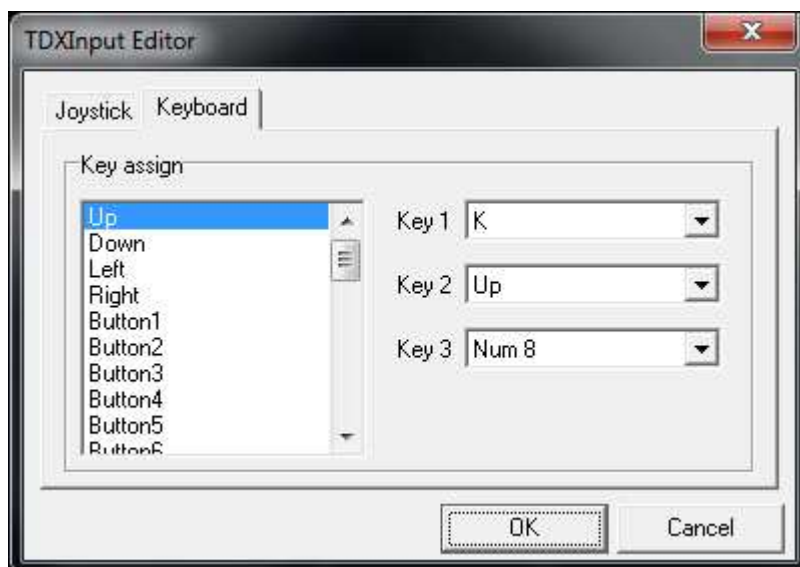 TDXInput Editor
Joystick Keyboard
Key assign
Up
Down
Left
Right
Button1
Button2
Button3
Button4
Button5
Button6
Key 1 K
Key 2 Up
Key 3 Num 8
OK Cancel